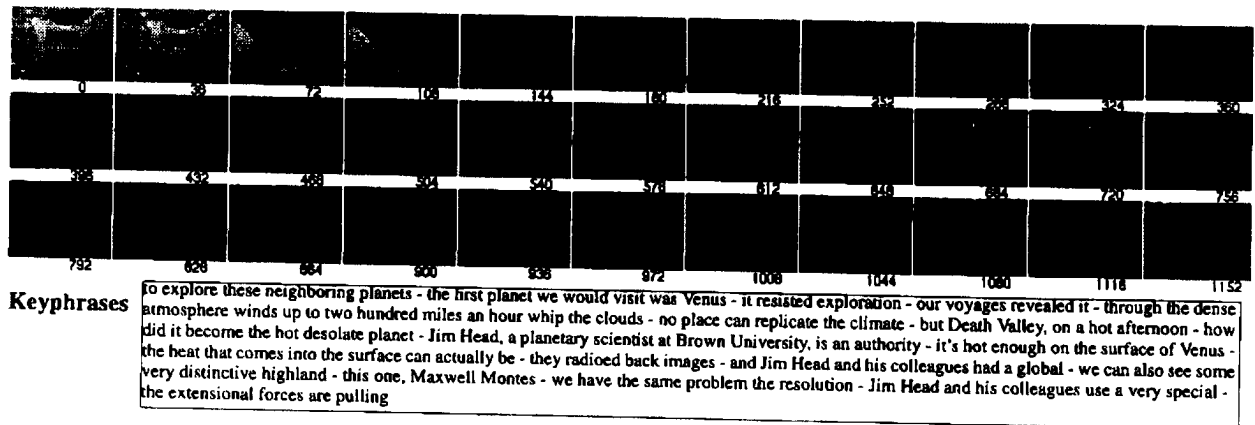 0 36 72 108 144 180 216 252 288 324 360
396 432 468 504 540 576 612 648 684 720 756
792 828 864 900 936 972 1008 1044 1080 1116 1152
Keyphrases
to explore these neighboring planets - the first planet we would visit was Venus - it resisted exploration - our voyages revealed it - through the dense
atmosphere winds up to two hundred miles an hour whip the clouds - no place can replicate the climate - but Death Valley, on a hot afternoon - how
did it become the hot desolate planet - Jim Head, a planetary scientist at Brown University, is an authority - it's hot enough on the surface of Venus -
the heat that comes into the surface can actually be - they radioed back images - and Jim Head and his colleagues had a global - we can also see some
very distinctive highland - this one, Maxwell Montes - we have the same problem the resolution - Jim Head and his colleagues use a very special -
the extensional forces are pulling